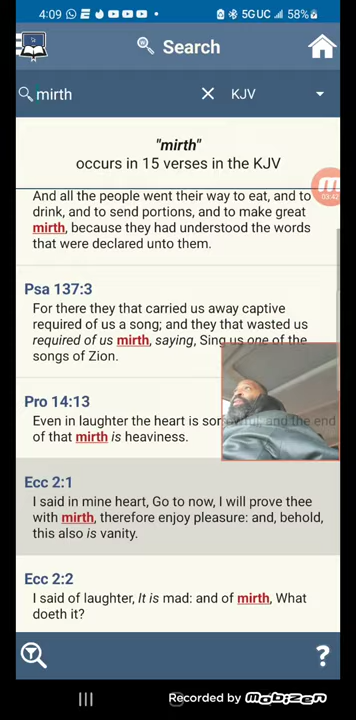 4:09 5GUC 58%
Search
mirth KJV
"mirth"
occurs in 15 verses in the KJV
03:42
And all the people went their way to eat, and to
drink, and to send portions, and to make great
mirth, because they had understood the words
that were declared unto them.
Psa 137:3
For there they that carried us away captive
required of us a song; and they that wasted us
required of us mirth, saying, Sing us one of the
songs of Zion.
Pro 14:13
Even in laughter the heart is sorrowful; and the end
of that mirth is heaviness.
Ecc 2:1
I said in mine heart, Go to now, I will prove thee
with mirth, therefore enjoy pleasure: and, behold,
this also is vanity.
Ecc 2:2
I said of laughter, It is mad: and of mirth, What
doeth it?
?
Recorded by Mobizen